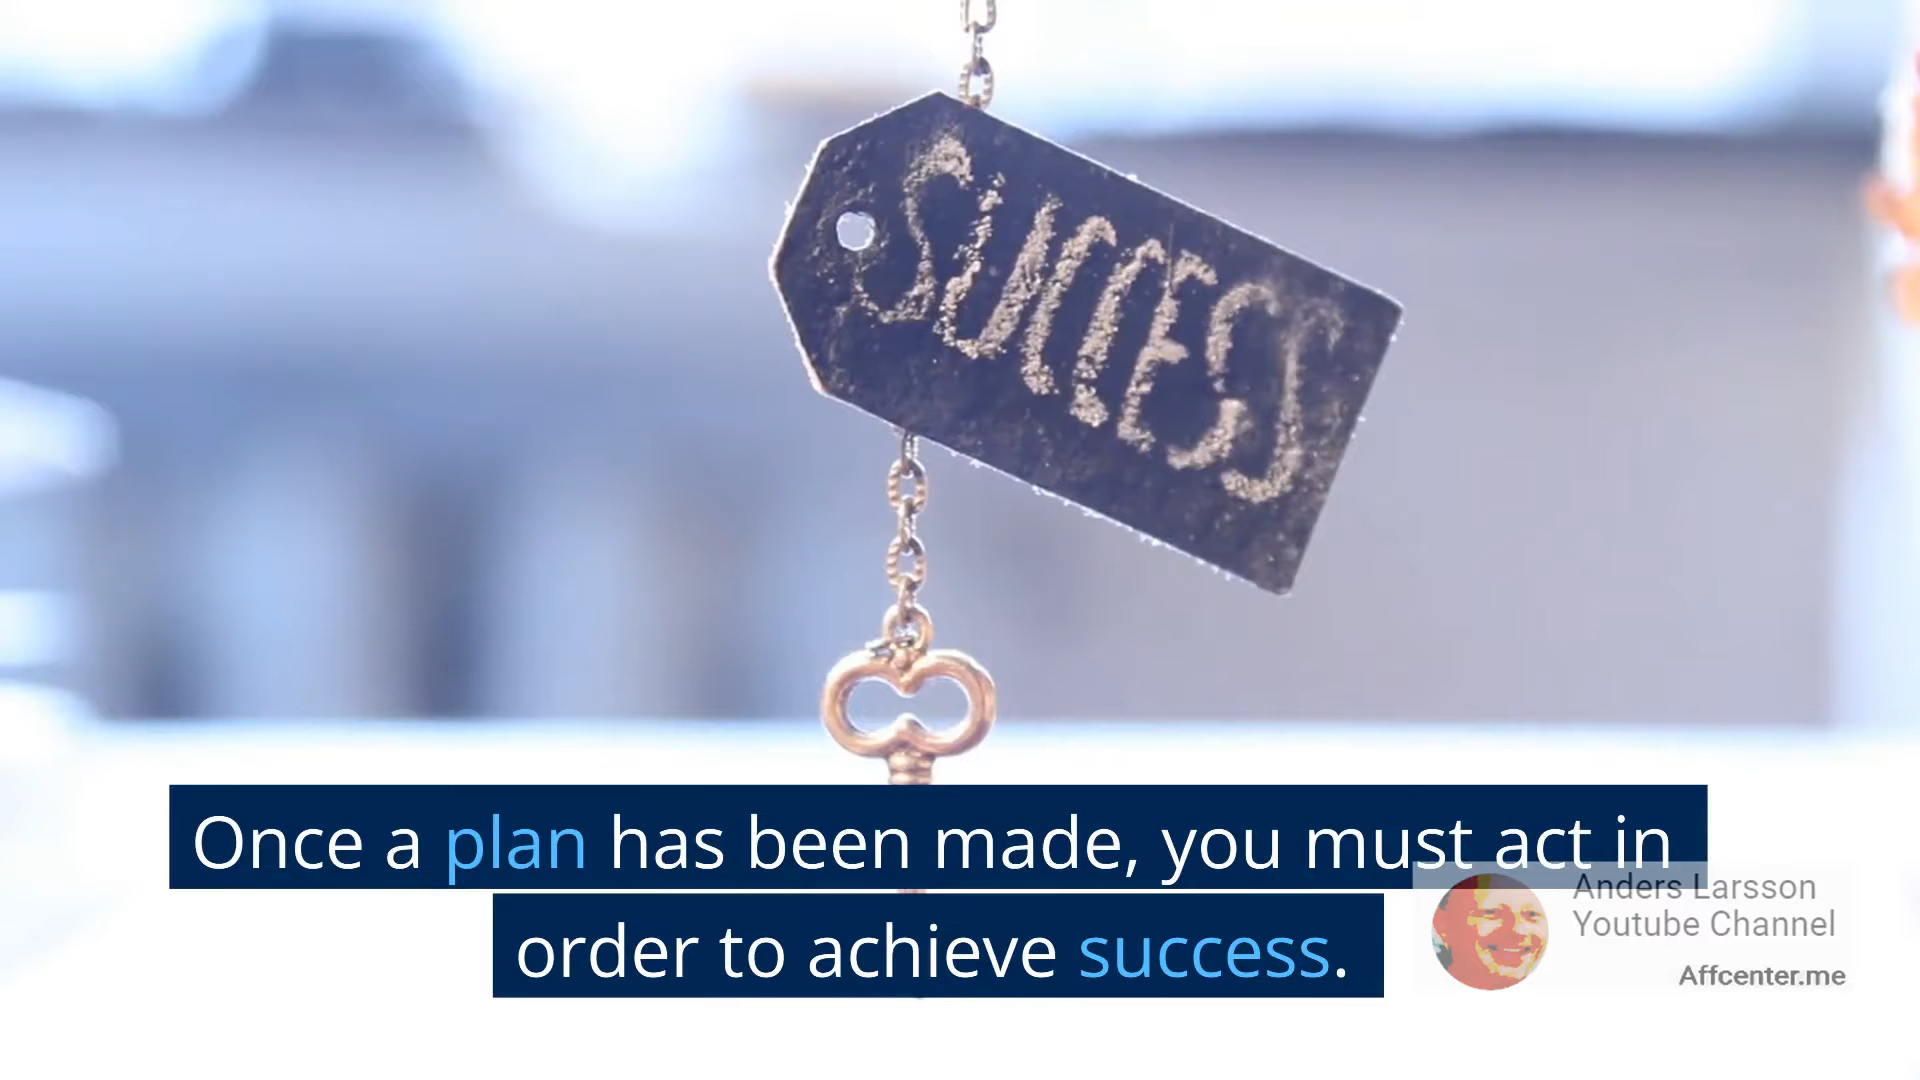 SUCCESS
Once a plan has been made, you must act in
order to achieve success.
Anders Larsson
Youtube Channel
Affcenter.me